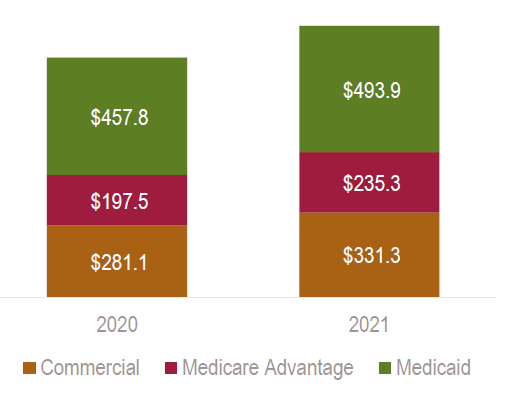 $457.8
$197.5
$281.1
$493.9
$235.3
$331.3
2020
2021
Commercial
Medicare Advantage
Medicaid